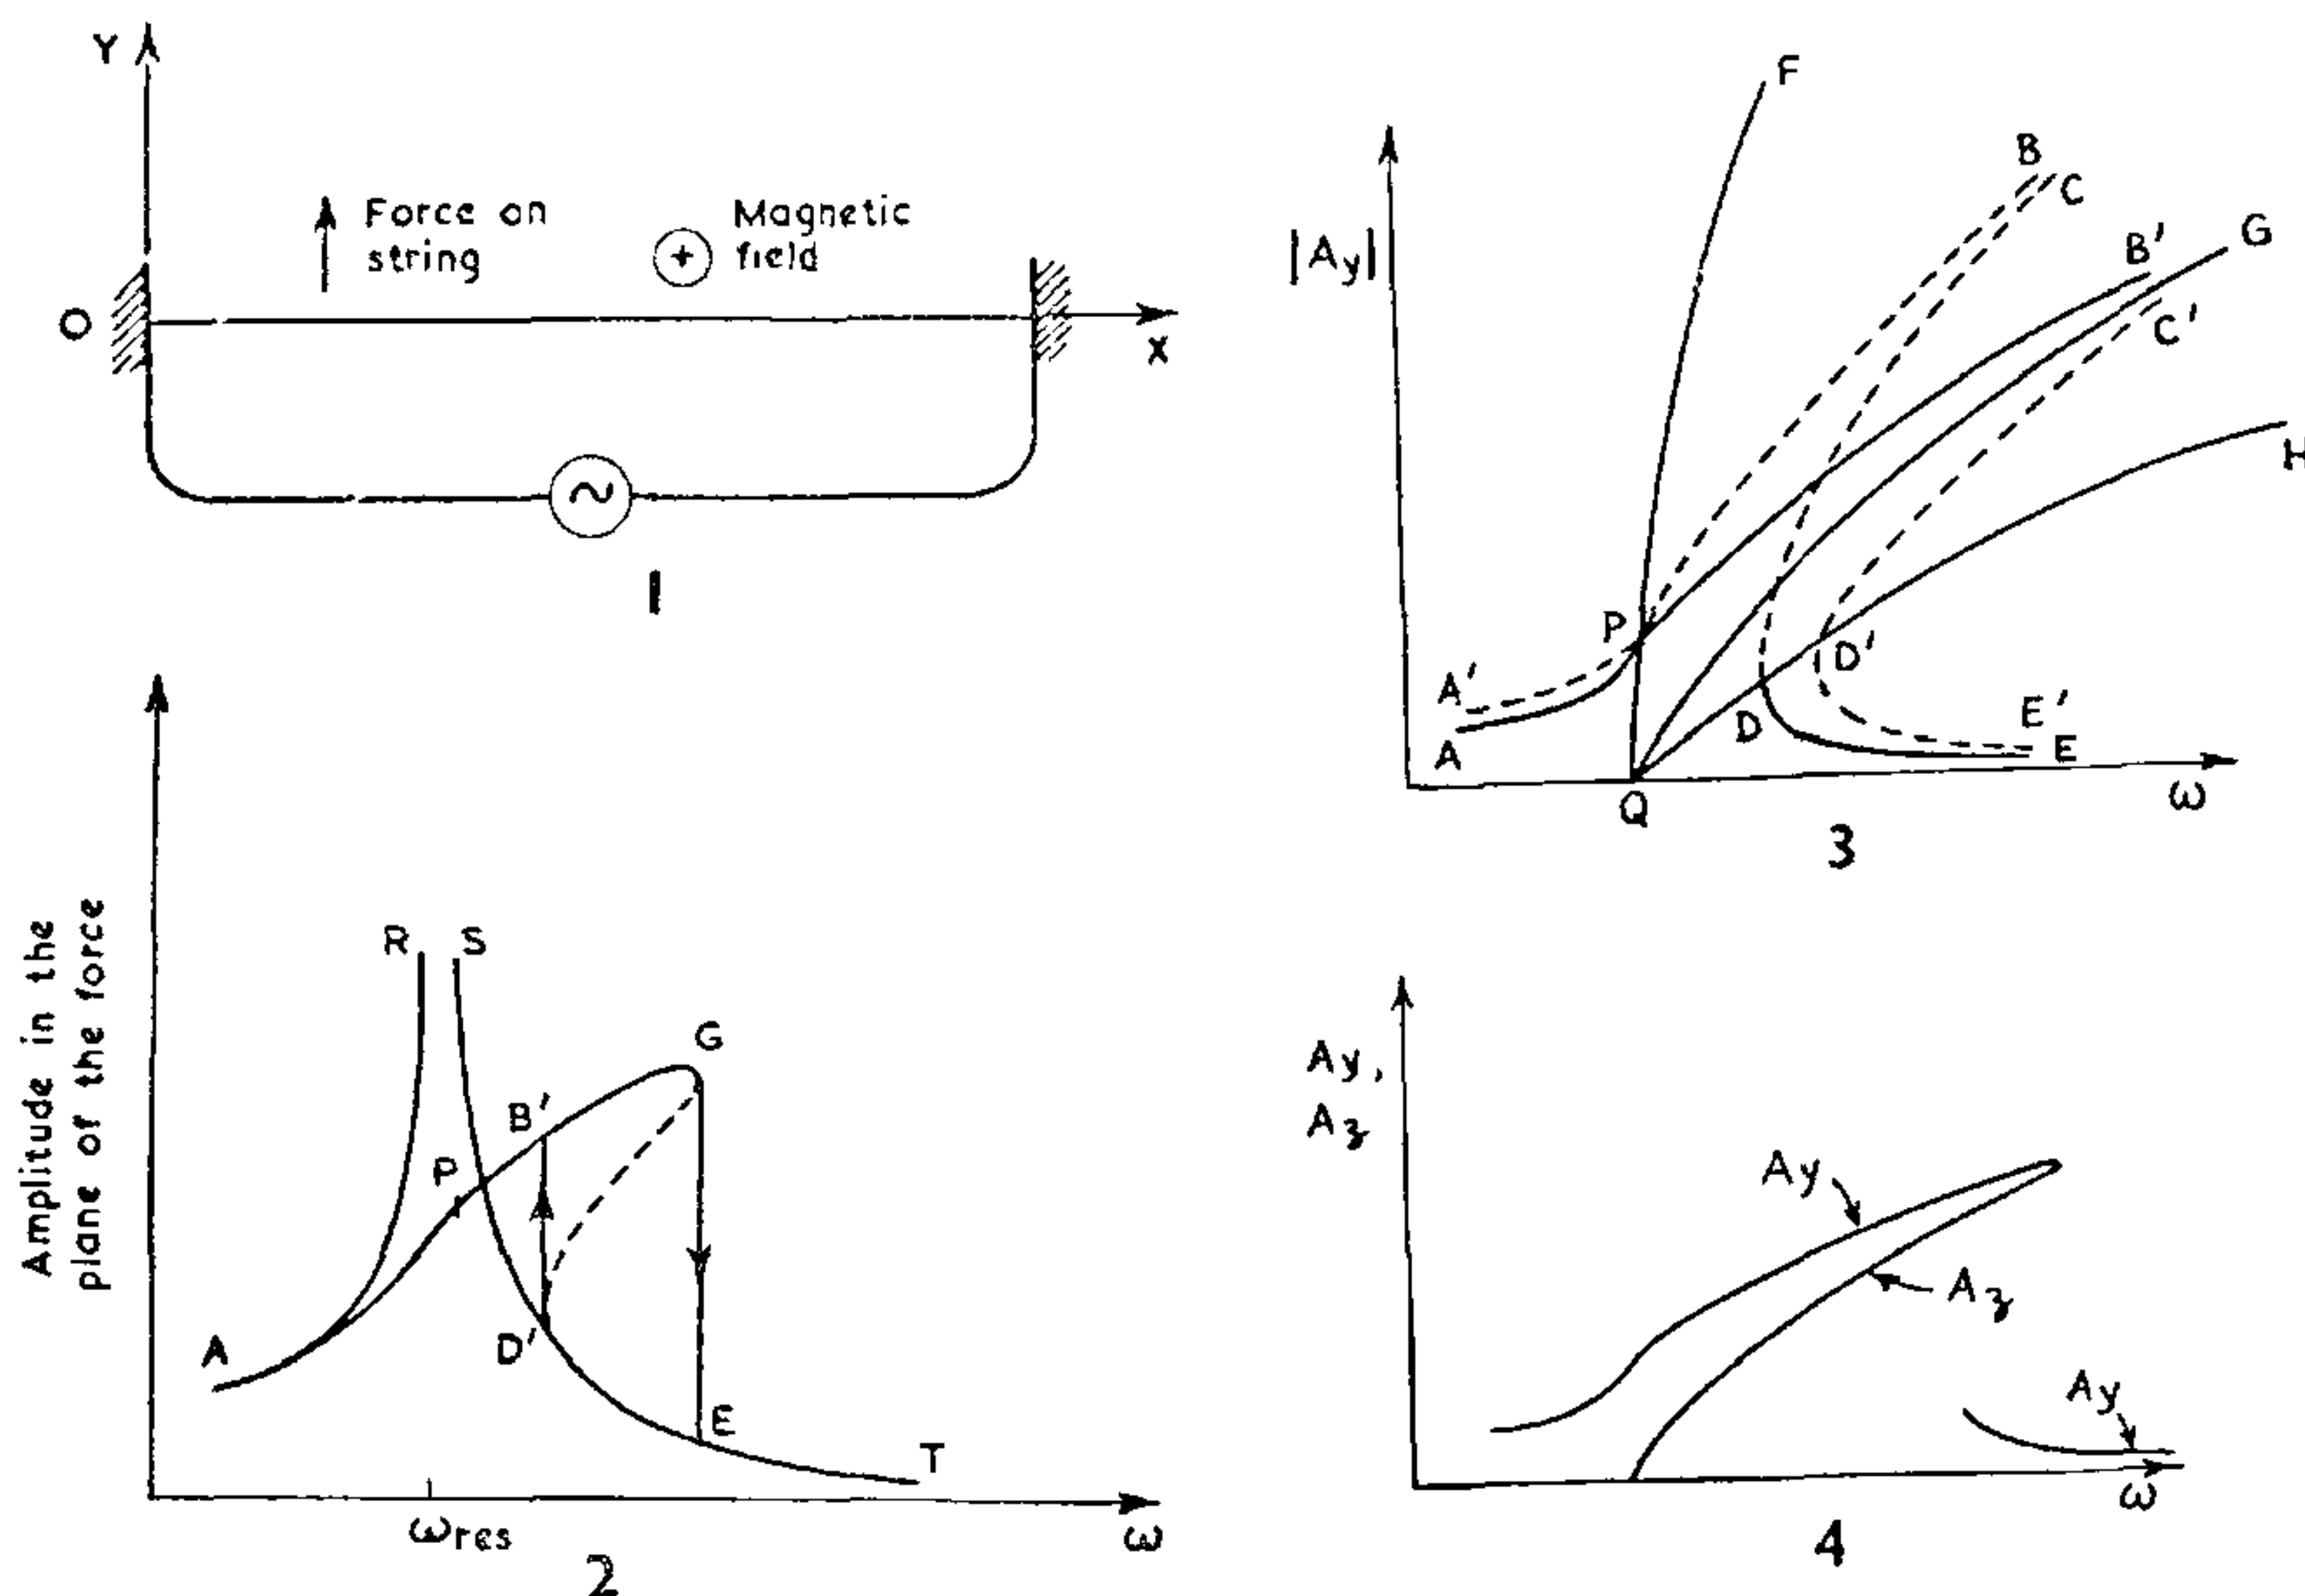 Y
Force on
string
Magnetic
field
O
x
~
1
F
B
C
B'
G
|Ay|
C'
H
P
A'
D'
A
D
E'
E
Q
ω
3
Amplitude in the
plane of the force
R
S
G
B'
P
A
D'
E
T
ωres
ω
2
Ay,
Az
Ay
Az
Ay
ω
4